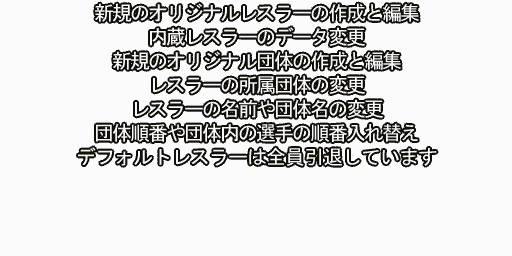 新規のオリジナルレスラーの作成と編集
内蔵レスラーのデータ変更
新規のオリジナル団体の作成と編集
レスラーの所属団体の変更
レスラーの名前や団体名の変更
団体順番や団体内の選手の順番入れ替え
デフォルトレスラーは全員引退しています